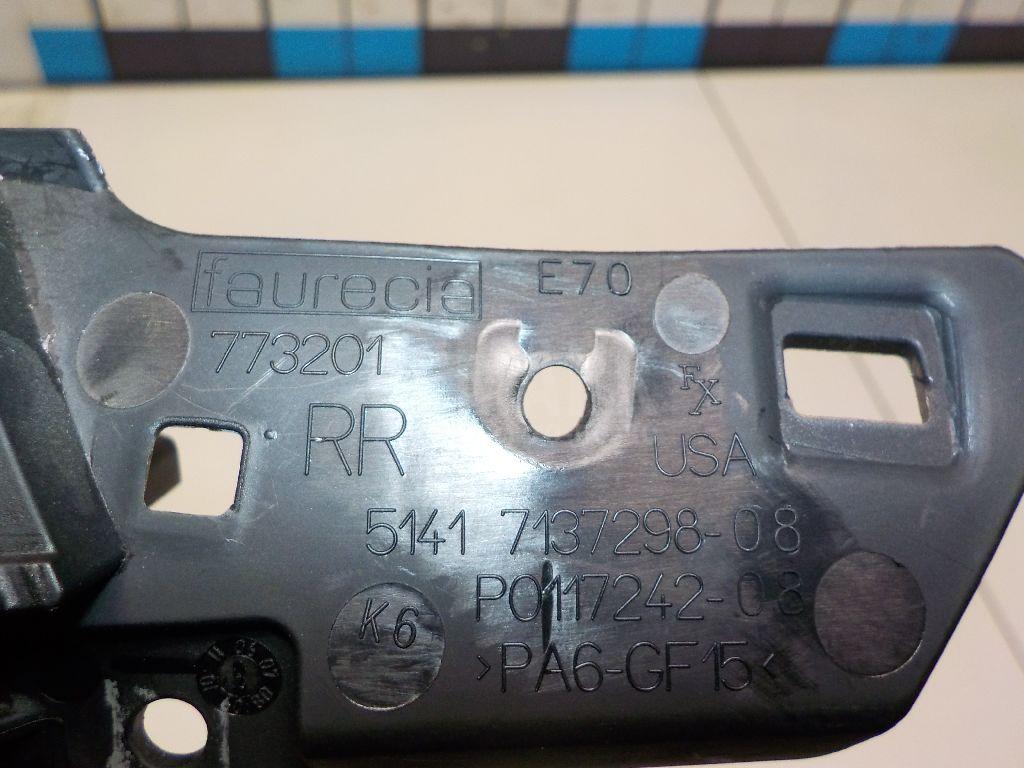 faurecia
E70
773201
FX
RR
USA
5141 7137298-08
P0117242-08
K6
>PA6-GF15<